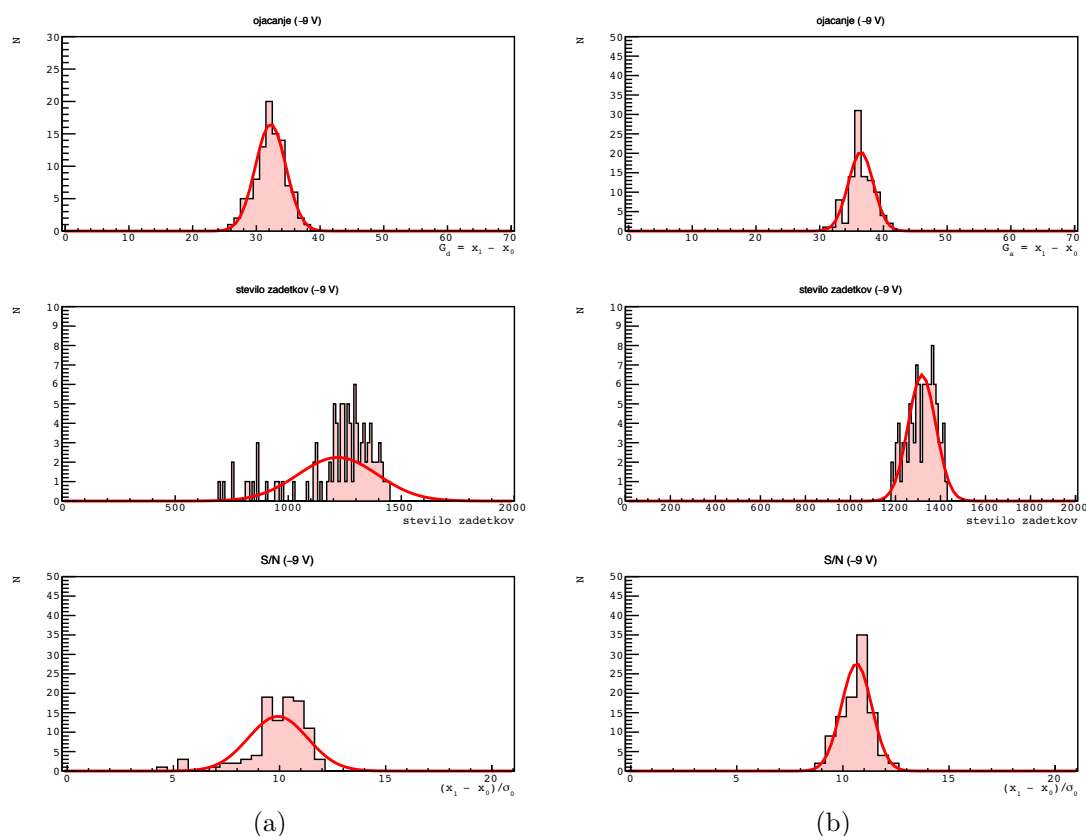 ojacanje (−9 V)
N
30
25
20
15
10
5
0
0 10 20 30 40 50 60 70
G_d = x_1 − x_0
stevilo zadetkov (−9 V)
N
10
9
8
7
6
5
4
3
2
1
0
0 500 1000 1500 2000
stevilo zadetkov
S/N (−9 V)
N
50
45
40
35
30
25
20
15
10
5
0
0 5 10 15 20
(x_1 − x_0)/σ_0
(a)
ojacanje (−9 V)
N
50
45
40
35
30
25
20
15
10
5
0
0 10 20 30 40 50 60 70
G_a = x_1 − x_0
stevilo zadetkov (−9 V)
N
10
9
8
7
6
5
4
3
2
1
0
0 200 400 600 800 1000 1200 1400 1600 1800 2000
stevilo zadetkov
S/N (−9 V)
N
50
45
40
35
30
25
20
15
10
5
0
0 5 10 15 20
(x_1 − x_0)/σ_0
(b)